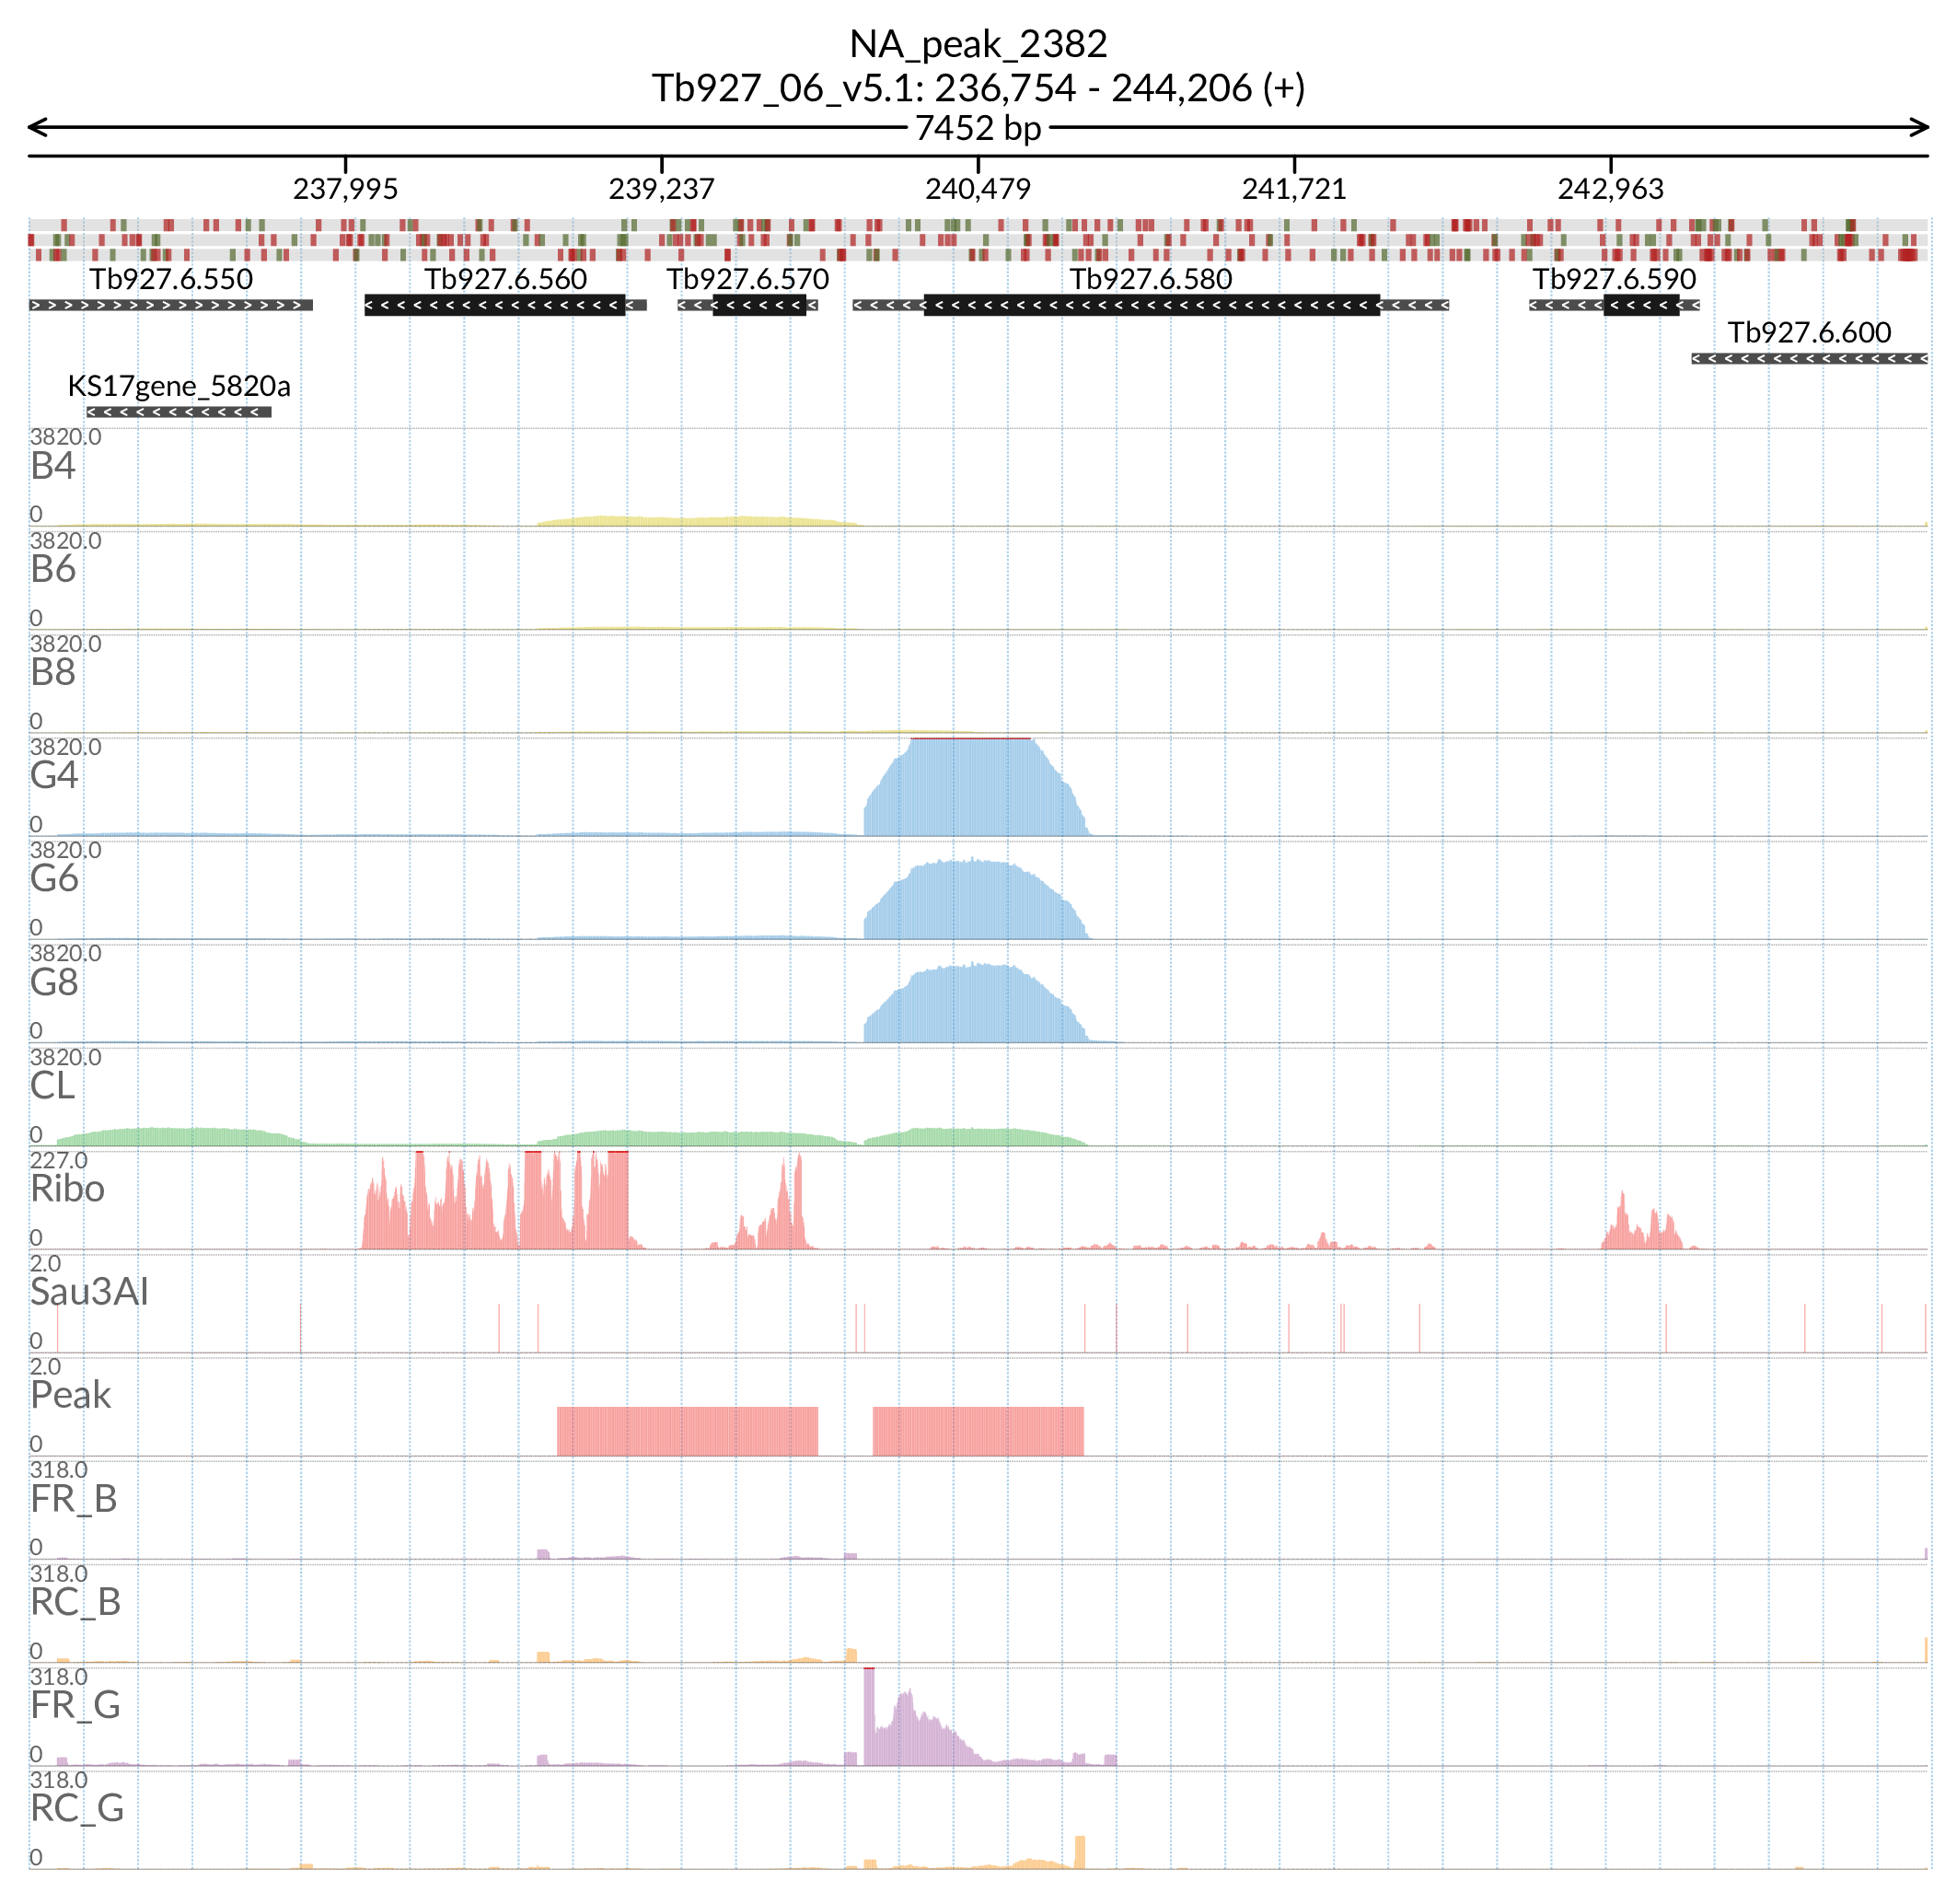 NA_peak_2382
Tb927_06_v5.1: 236,754 - 244,206 (+)
7452 bp
237,995 239,237 240,479 241,721 242,963
Tb927.6.550 Tb927.6.560 Tb927.6.570 Tb927.6.580 Tb927.6.590
Tb927.6.600
KS17gene_5820a
3820.0
B4
0
3820.0
B6
0
3820.0
B8
0
3820.0
G4
0
3820.0
G6
0
3820.0
G8
0
3820.0
CL
0
227.0
Ribo
0
2.0
Sau3AI
0
2.0
Peak
0
318.0
FR_B
0
318.0
RC_B
0
318.0
FR_G
0
318.0
RC_G
0